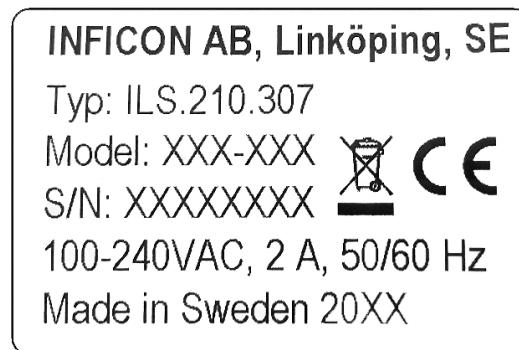 INFICON AB, Linköping, SE
Typ: ILS.210.307
Model: XXX-XXX
S/N: XXXXXXXX
CE
100-240VAC, 2 A, 50/60 Hz
Made in Sweden 20XX